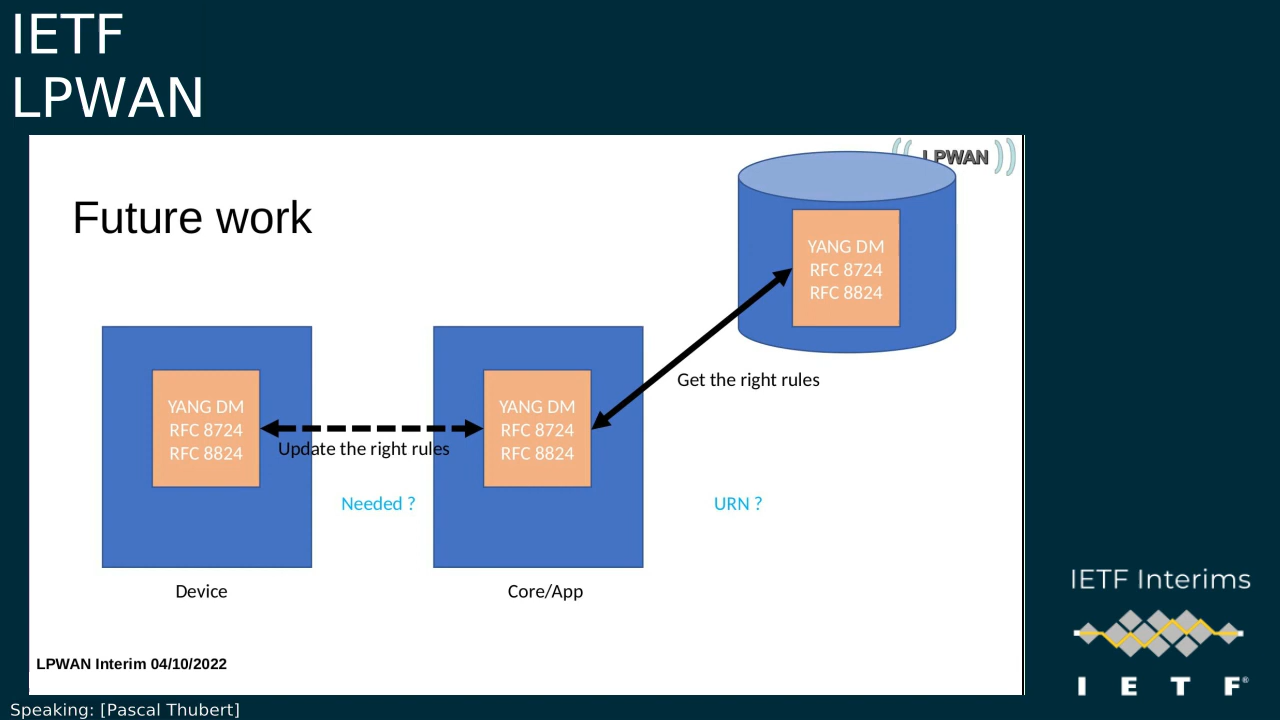 IETF
LPWAN
LPWAN
Future work
YANG DM
RFC 8724
RFC 8824
Get the right rules
YANG DM
RFC 8724
RFC 8824
Update the right rules
YANG DM
RFC 8724
RFC 8824
Needed ?
URN ?
Device
Core/App
LPWAN Interim 04/10/2022
IETF Interims
I E T F®
Speaking: [Pascal Thubert]